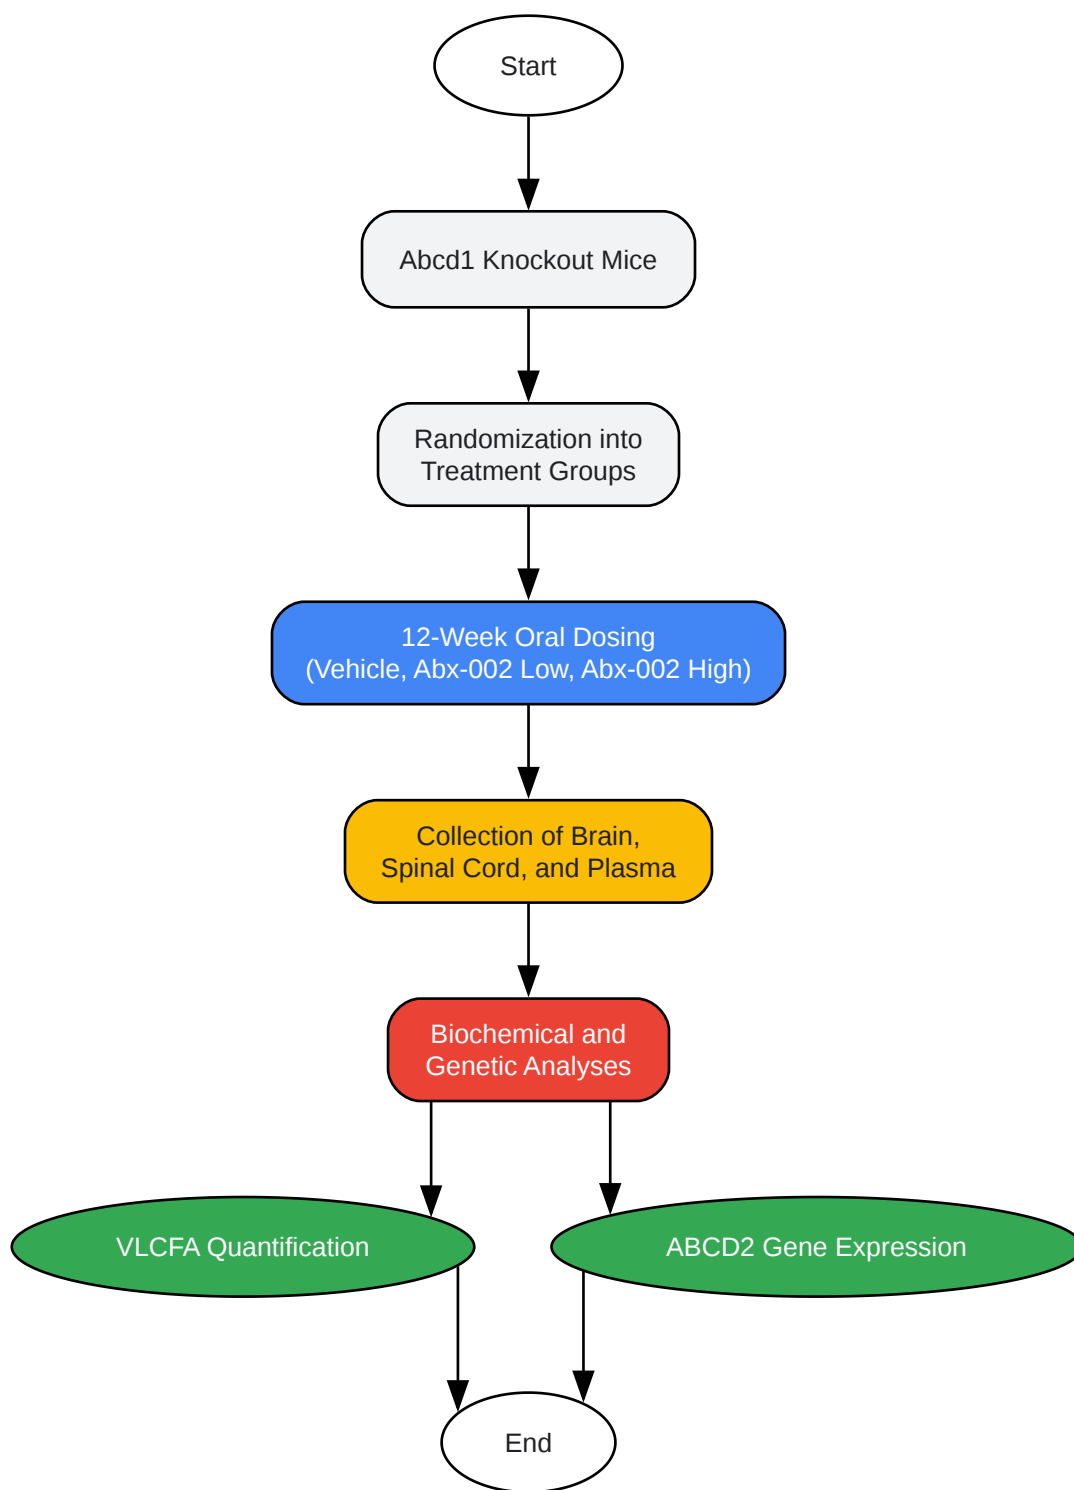 Start
Abcd1 Knockout Mice
Randomization into
Treatment Groups
12-Week Oral Dosing
(Vehicle, Abx-002 Low, Abx-002 High)
Collection of Brain,
Spinal Cord, and Plasma
Biochemical and
Genetic Analyses
VLCFA Quantification
ABCD2 Gene Expression
End